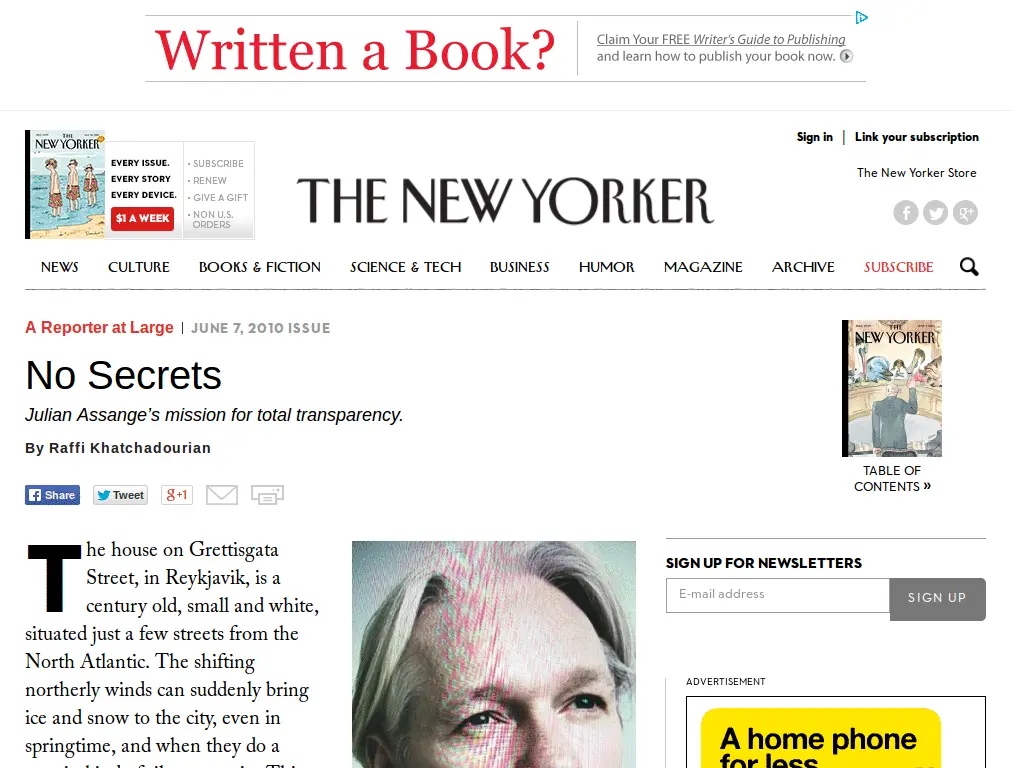 Written a Book?
Claim Your FREE Writer's Guide to Publishing
and learn how to publish your book now.
THE
NEW YORKER
EVERY ISSUE.
EVERY STORY
EVERY DEVICE.
$1 A WEEK
• SUBSCRIBE
• RENEW
• GIVE A GIFT
• NON U.S.
ORDERS
THE NEW YORKER
Sign in | Link your subscription
The New Yorker Store
NEWS CULTURE BOOKS & FICTION SCIENCE & TECH BUSINESS HUMOR MAGAZINE ARCHIVE SUBSCRIBE
A Reporter at Large | JUNE 7, 2010 ISSUE
No Secrets
Julian Assange’s mission for total transparency.
By Raffi Khatchadourian
Share Tweet g+1
THE
NEW YORKER
TABLE OF
CONTENTS »
The house on Grettisgata
Street, in Reykjavik, is a
century old, small and white,
situated just a few streets from the
North Atlantic. The shifting
northerly winds can suddenly bring
ice and snow to the city, even in
springtime, and when they do a
SIGN UP FOR NEWSLETTERS
E-mail address
SIGN UP
ADVERTISEMENT
A home phone
for less